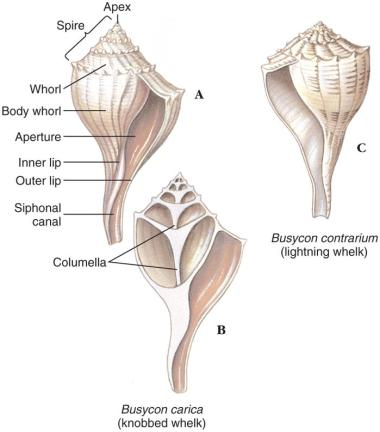 Apex
Spire
Whorl
A
Body whorl
Aperture
Inner lip
Outer lip
Siphonal
canal
C
Busycon contrarium
(lightning whelk)
Columella
B
Busycon carica
(knobbed whelk)